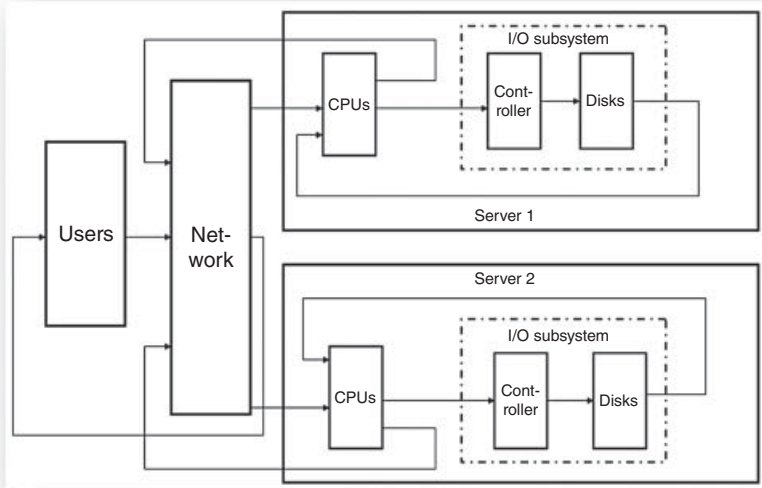 I/O subsystem
CPUs
Cont-
roller
Disks
Server 1
Users
Net-
work
Server 2
I/O subsystem
CPUs
Cont-
roller
Disks